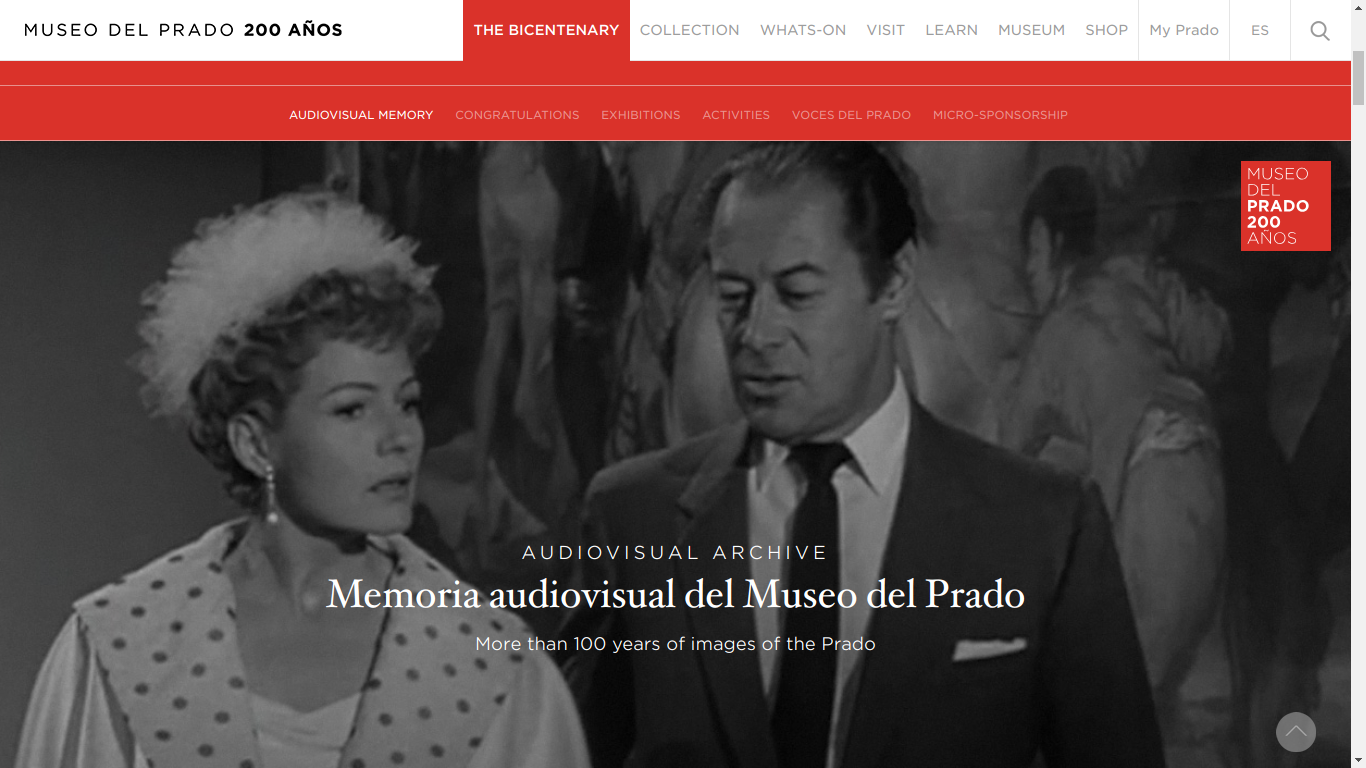 MUSEO DEL PRADO 200 AÑOS
THE BICENTENARY COLLECTION WHATS-ON VISIT LEARN MUSEUM SHOP My Prado ES
AUDIOVISUAL MEMORY CONGRATULATIONS EXHIBITIONS ACTIVITIES VOCES DEL PRADO MICRO-SPONSORSHIP
MUSEO
DEL
PRADO
200
AÑOS
AUDIOVISUAL ARCHIVE
Memoria audiovisual del Museo del Prado
More than 100 years of images of the Prado